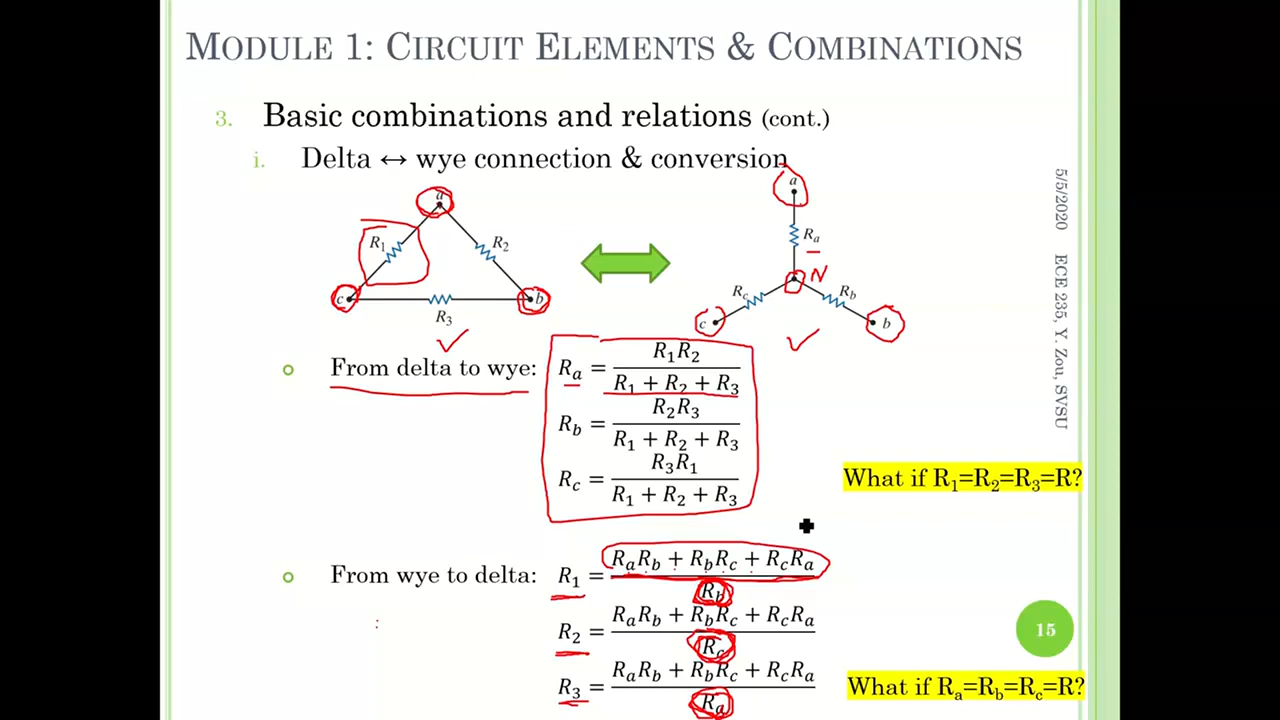 MODULE 1: CIRCUIT ELEMENTS & COMBINATIONS
3. Basic combinations and relations (cont.)
i. Delta ↔ wye connection & conversion
a
R1
R2
c
b
R3
a
Ra
N
Rc
Rb
c
b
5/5/2020 ECE 235, Y. Zou, SVSU
From delta to wye: Ra = R1R2 / R1 + R2 + R3
Rb = R2R3 / R1 + R2 + R3
Rc = R3R1 / R1 + R2 + R3
What if R1=R2=R3=R?
From wye to delta: R1 = RaRb + RbRc + RcRa / Rb
R2 = RaRb + RbRc + RcRa / Rc
R3 = RaRb + RbRc + RcRa / Ra
15
What if Ra=Rb=Rc=R?